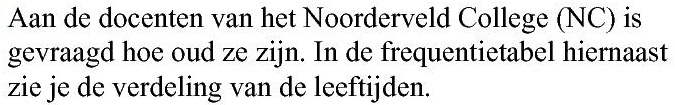 Aan de docenten van het Noorderveld College (NC) is
gevraagd hoe oud ze zijn. In de frequentietabel hiernaast
zie je de verdeling van de leeftijden.